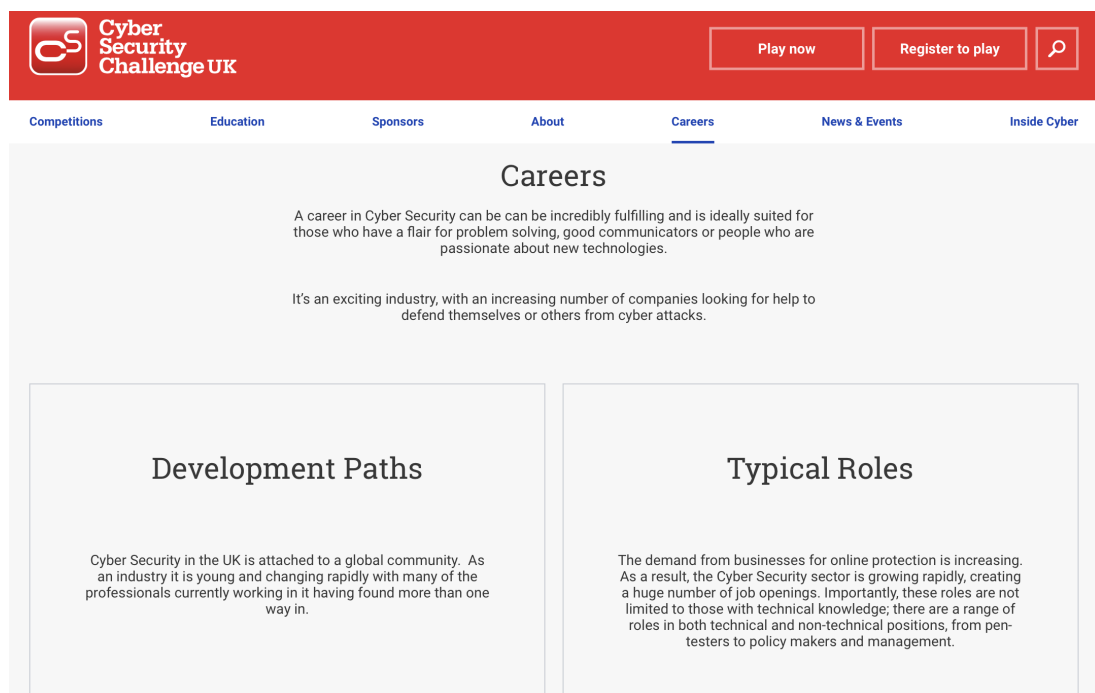 Cyber
Security
Challenge UK
Play now
Register to play
Competitions
Education
Sponsors
About
Careers
News & Events
Inside Cyber
Careers
A career in Cyber Security can be can be incredibly fulfilling and is ideally suited for
those who have a flair for problem solving, good communicators or people who are
passionate about new technologies.
It's an exciting industry, with an increasing number of companies looking for help to
defend themselves or others from cyber attacks.
Development Paths
Cyber Security in the UK is attached to a global community. As
an industry it is young and changing rapidly with many of the
professionals currently working in it having found more than one
way in.
Typical Roles
The demand from businesses for online protection is increasing.
As a result, the Cyber Security sector is growing rapidly, creating
a huge number of job openings. Importantly, these roles are not
limited to those with technical knowledge; there are a range of
roles in both technical and non-technical positions, from pen-
testers to policy makers and management.